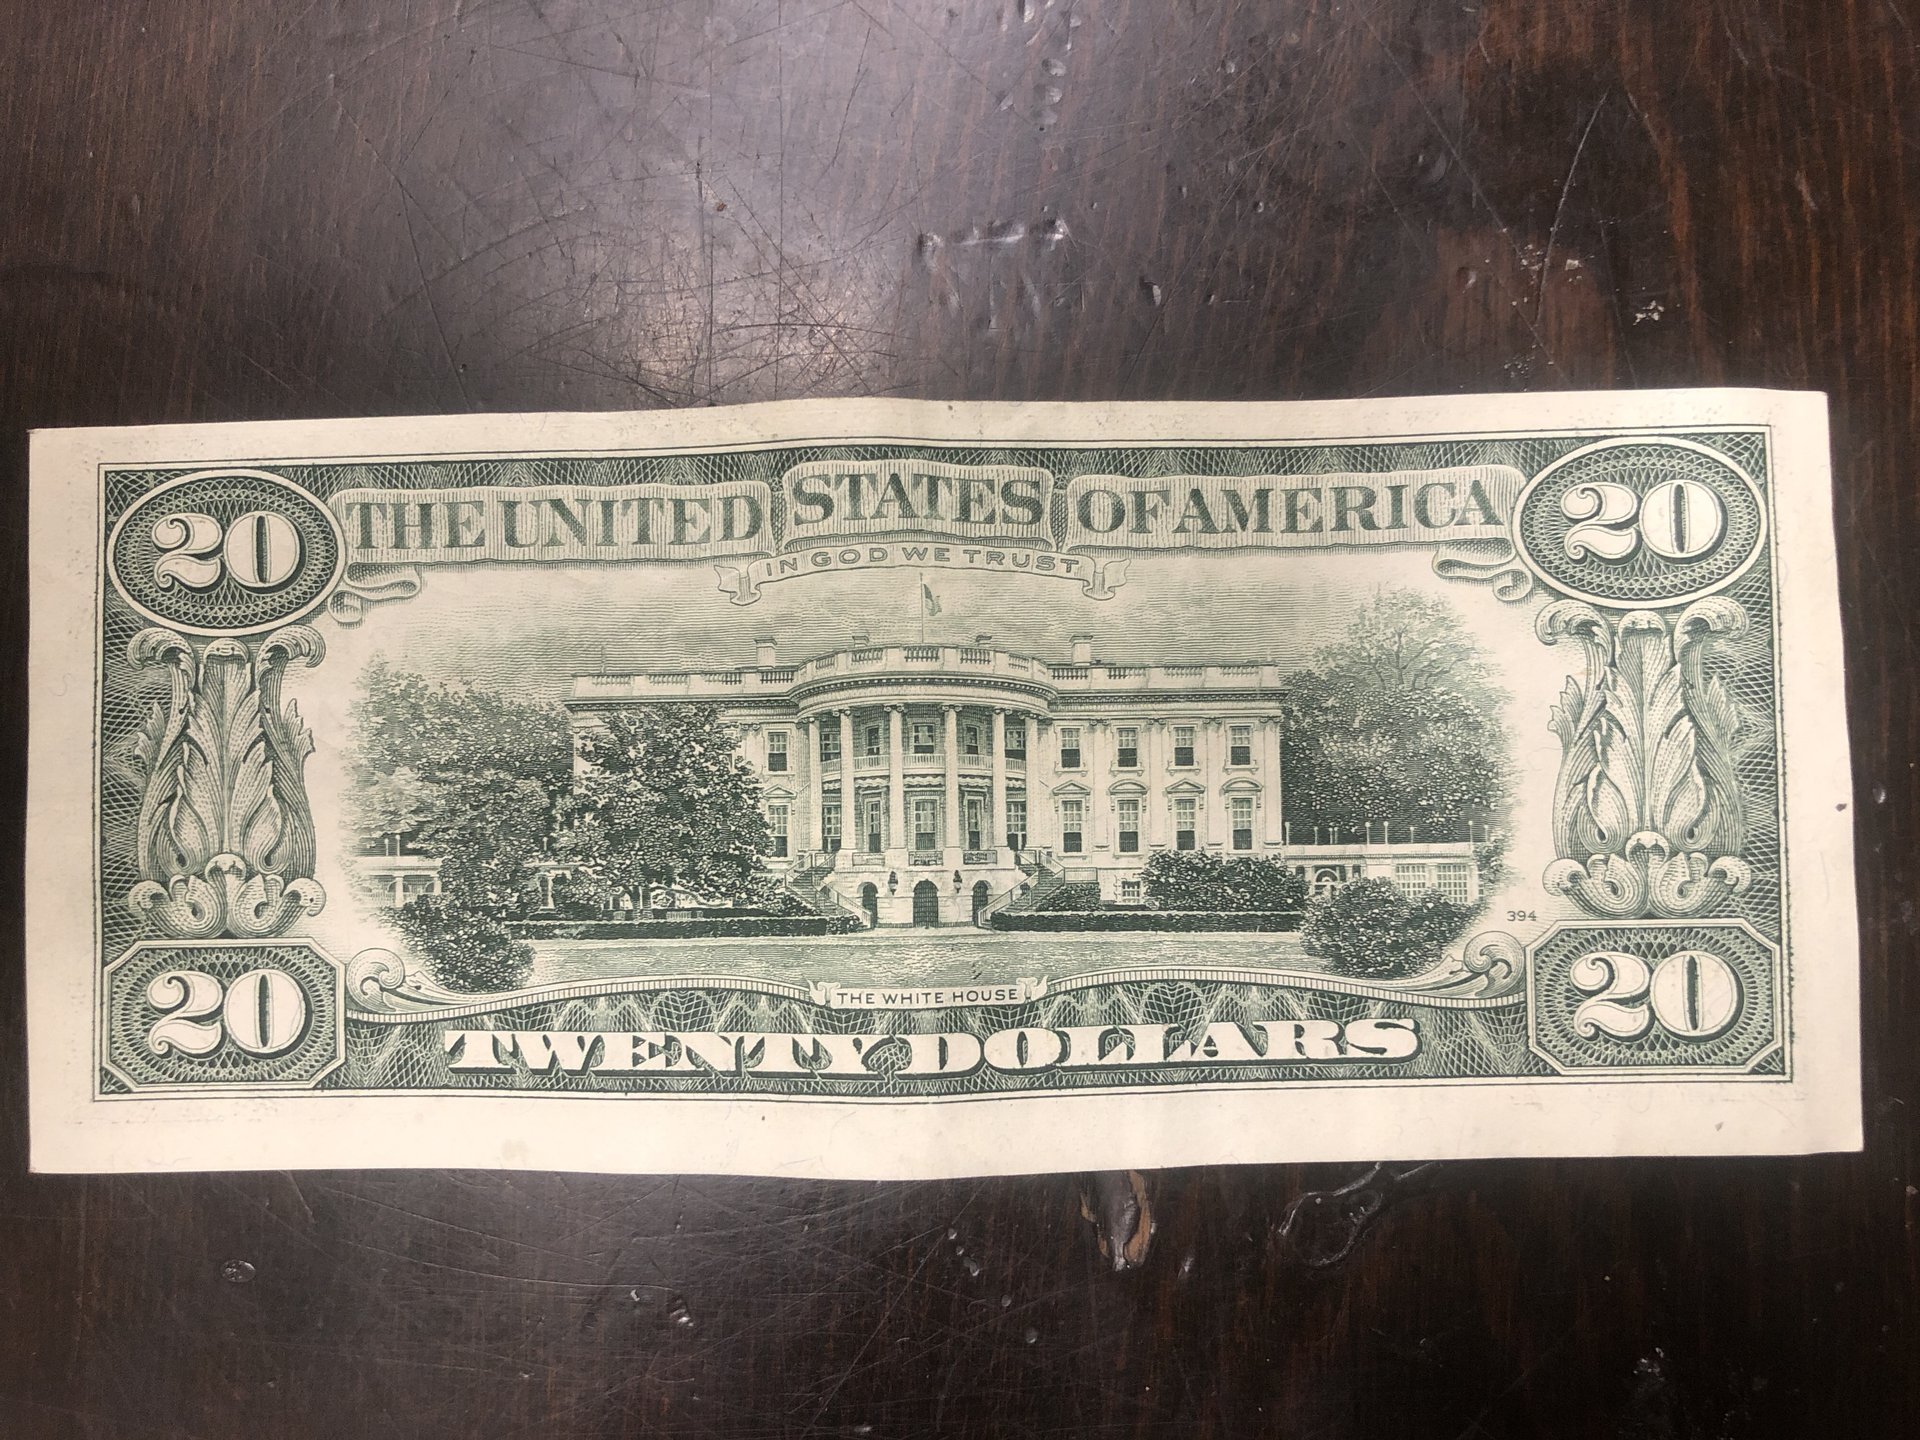 20 THE UNITED STATES OF AMERICA 20
IN GOD WE TRUST
394
THE WHITE HOUSE
20 TWENTY DOLLARS 20